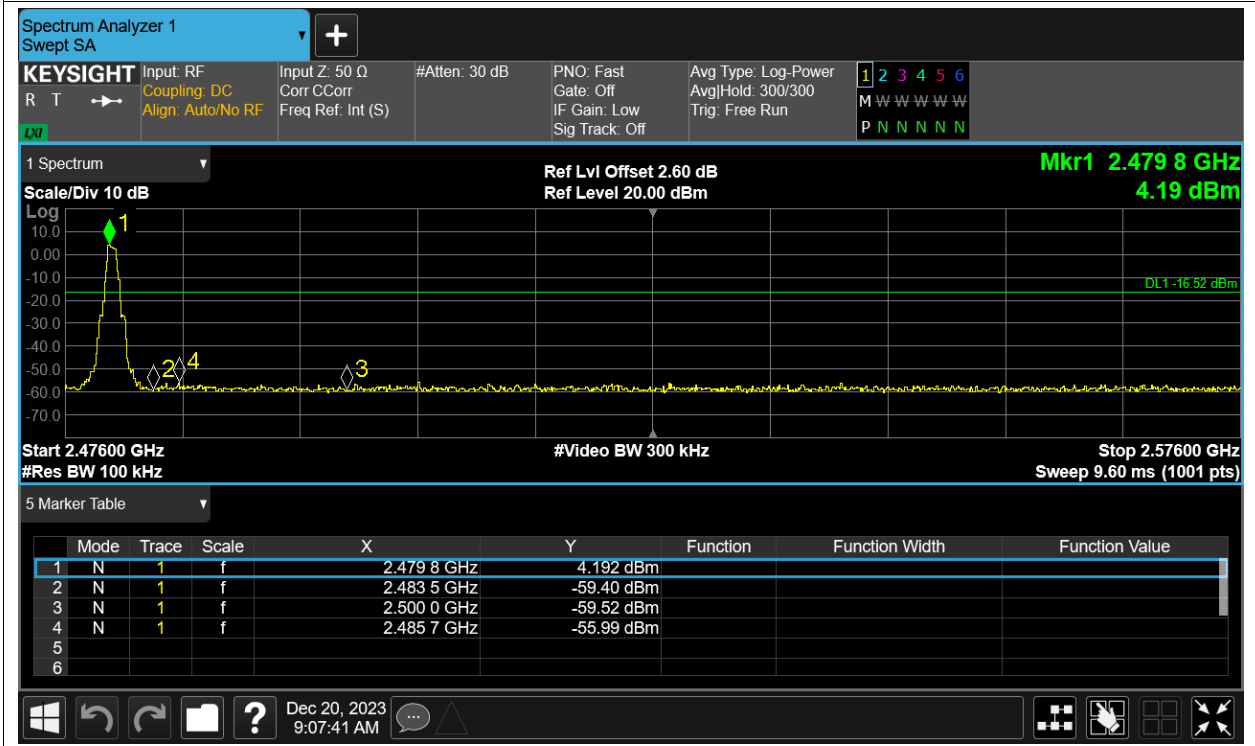 Spectrum Analyzer 1
Swept SA
KEYSIGHT Input: RF Input Z: 50 Ω #Atten: 30 dB PNO: Fast Avg Type: Log-Power 1 2 3 4 5 6
R T Coupling: DC Corr CCorr Gate: Off Avg|Hold: 300/300 M W W W W W
Align: Auto/No RF Freq Ref: Int (S) IF Gain: Low Trig: Free Run
LXI Sig Track: Off P N N N N N
1 Spectrum Ref Lvl Offset 2.60 dB Mkr1 2.479 8 GHz
Scale/Div 10 dB Ref Level 20.00 dBm 4.19 dBm
Log
1
10.0
0.00
-10.0
DL1 -16.52 dBm
-20.0
-30.0
-40.0
-50.0 2 4 3
-60.0
-70.0
Start 2.47600 GHz #Video BW 300 kHz Stop 2.57600 GHz
#Res BW 100 kHz Sweep 9.60 ms (1001 pts)
5 Marker Table
Mode Trace Scale X Y Function Function Width Function Value
1 N 1 f 2.479 8 GHz 4.192 dBm
2 N 1 f 2.483 5 GHz -59.40 dBm
3 N 1 f 2.500 0 GHz -59.52 dBm
4 N 1 f 2.485 7 GHz -55.99 dBm
5
6
? Dec 20, 2023
9:07:41 AM